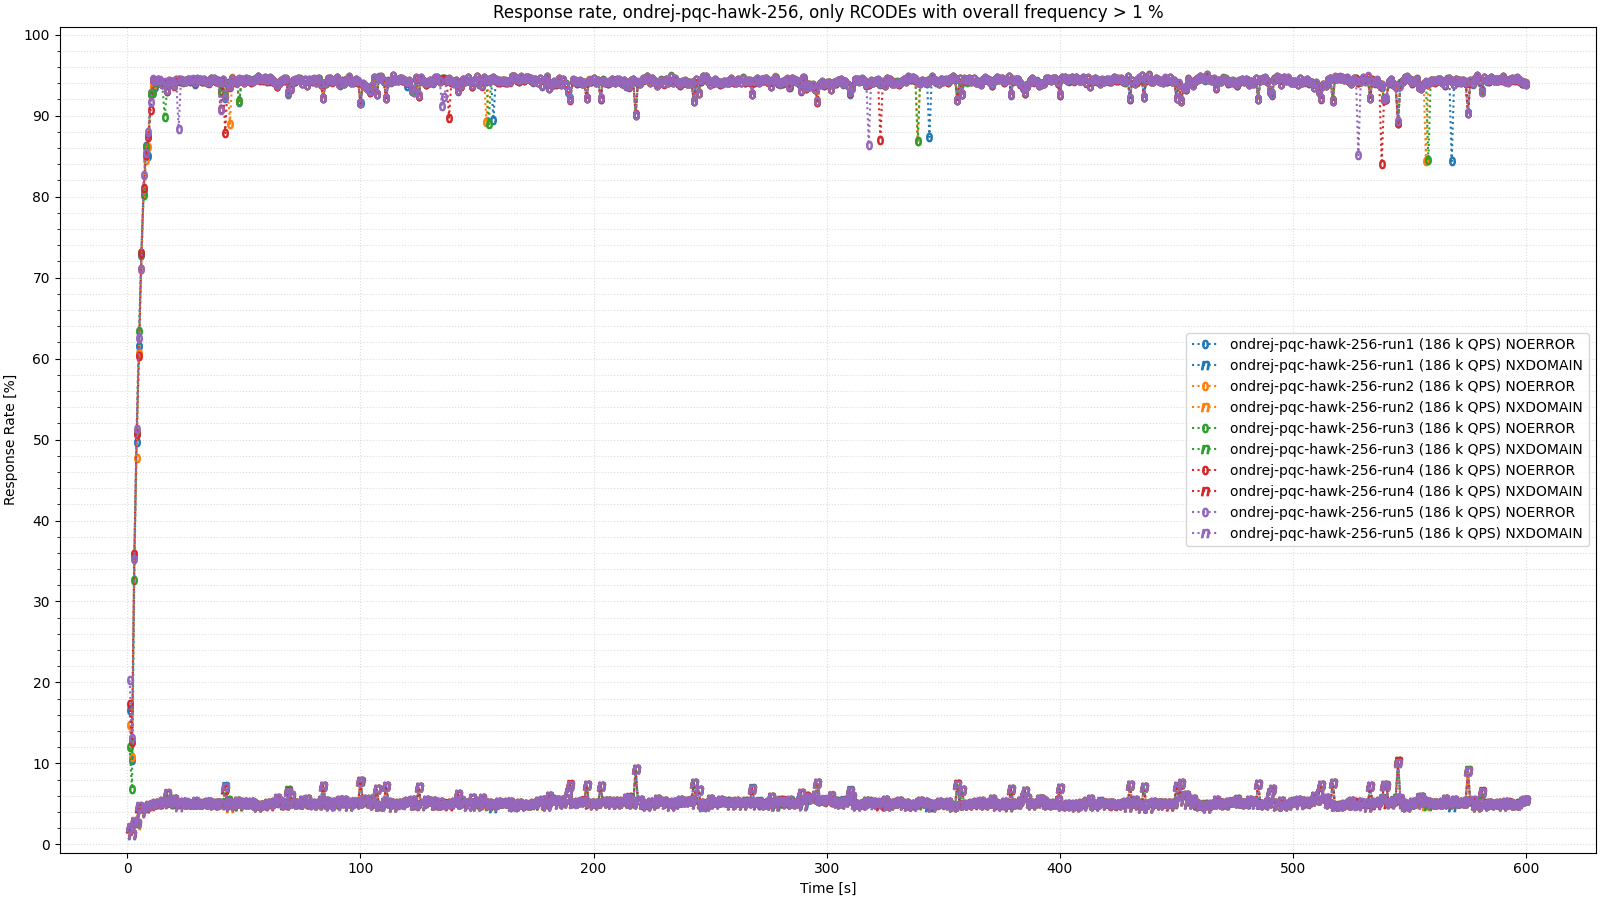 Response rate, ondrej-pqc-hawk-256, only RCODEs with overall frequency > 1 %
100
90
80
70
60
50
40
30
20
10
0
Response Rate [%]
ondrej-pqc-hawk-256-run1 (186 k QPS) NOERROR
ondrej-pqc-hawk-256-run1 (186 k QPS) NXDOMAIN
ondrej-pqc-hawk-256-run2 (186 k QPS) NOERROR
ondrej-pqc-hawk-256-run2 (186 k QPS) NXDOMAIN
ondrej-pqc-hawk-256-run3 (186 k QPS) NOERROR
ondrej-pqc-hawk-256-run3 (186 k QPS) NXDOMAIN
ondrej-pqc-hawk-256-run4 (186 k QPS) NOERROR
ondrej-pqc-hawk-256-run4 (186 k QPS) NXDOMAIN
ondrej-pqc-hawk-256-run5 (186 k QPS) NOERROR
ondrej-pqc-hawk-256-run5 (186 k QPS) NXDOMAIN
0 100 200 300 400 500 600
Time [s]